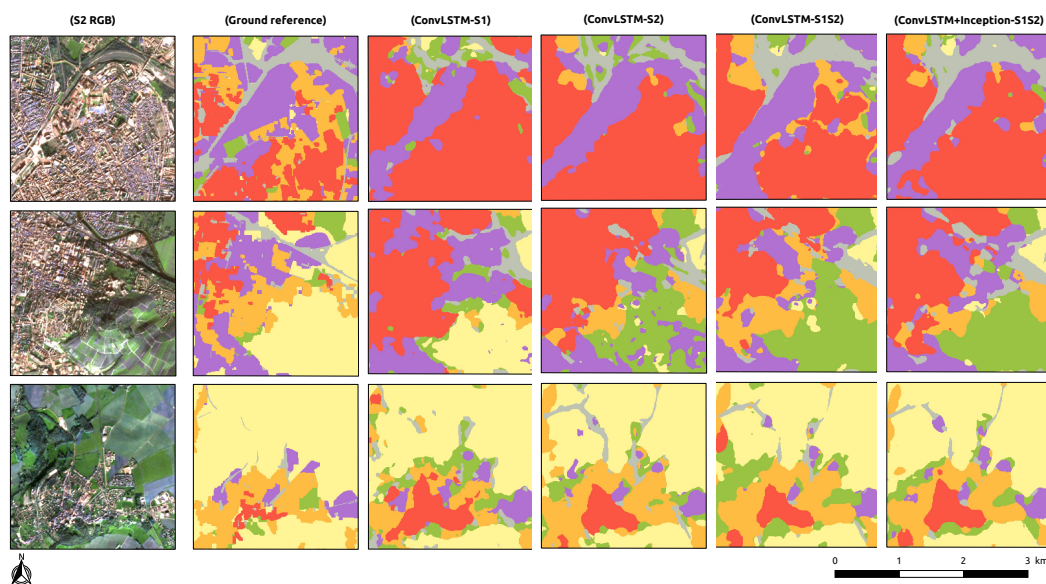 (S2 RGB) (Ground reference) (ConvLSTM-S1) (ConvLSTM-S2) (ConvLSTM-S1S2) (ConvLSTM+Inception-S1S2)
N
0 1 2 3 km